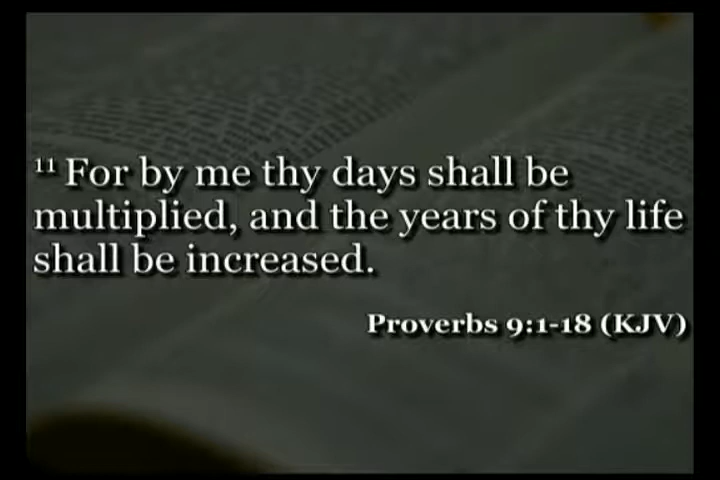 ¹¹ For by me thy days shall be
multiplied, and the years of thy life
shall be increased.
Proverbs 9:1-18 (KJV)